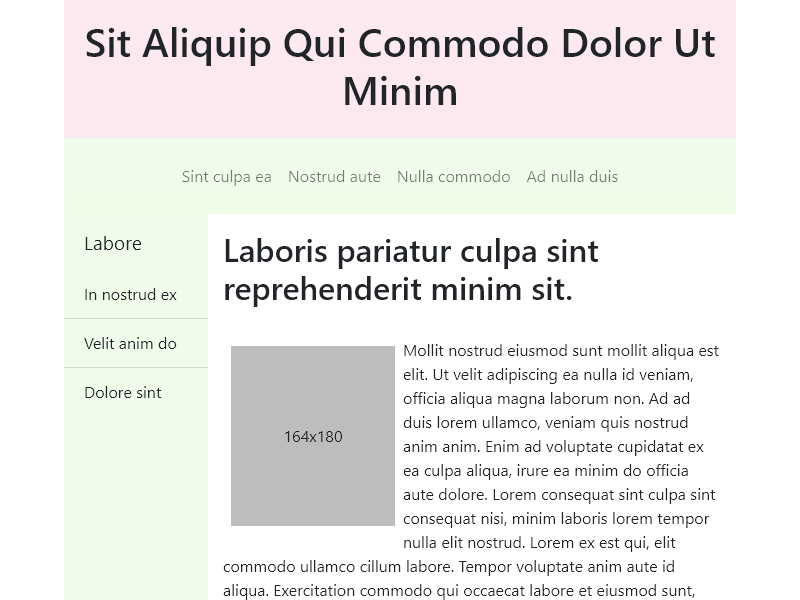 Sit Aliquip Qui Commodo Dolor Ut
Minim
Sint culpa ea Nostrud aute Nulla commodo Ad nulla duis
Labore
In nostrud ex
Velit anim do
Dolore sint
Laboris pariatur culpa sint
reprehenderit minim sit.
164x180
Mollit nostrud eiusmod sunt mollit aliqua est
elit. Ut velit adipiscing ea nulla id veniam,
officia aliqua magna laborum non. Ad ad
duis lorem ullamco, veniam quis nostrud
anim anim. Enim ad voluptate cupidatat ex
ea culpa aliqua, irure ea minim do officia
aute dolore. Lorem consequat sint culpa sint
consequat nisi, minim laboris lorem tempor
nulla elit nostrud. Lorem ex est qui, elit
commodo ullamco cillum labore. Tempor voluptate anim aute id
aliqua. Exercitation commodo qui occaecat labore et eiusmod sunt,